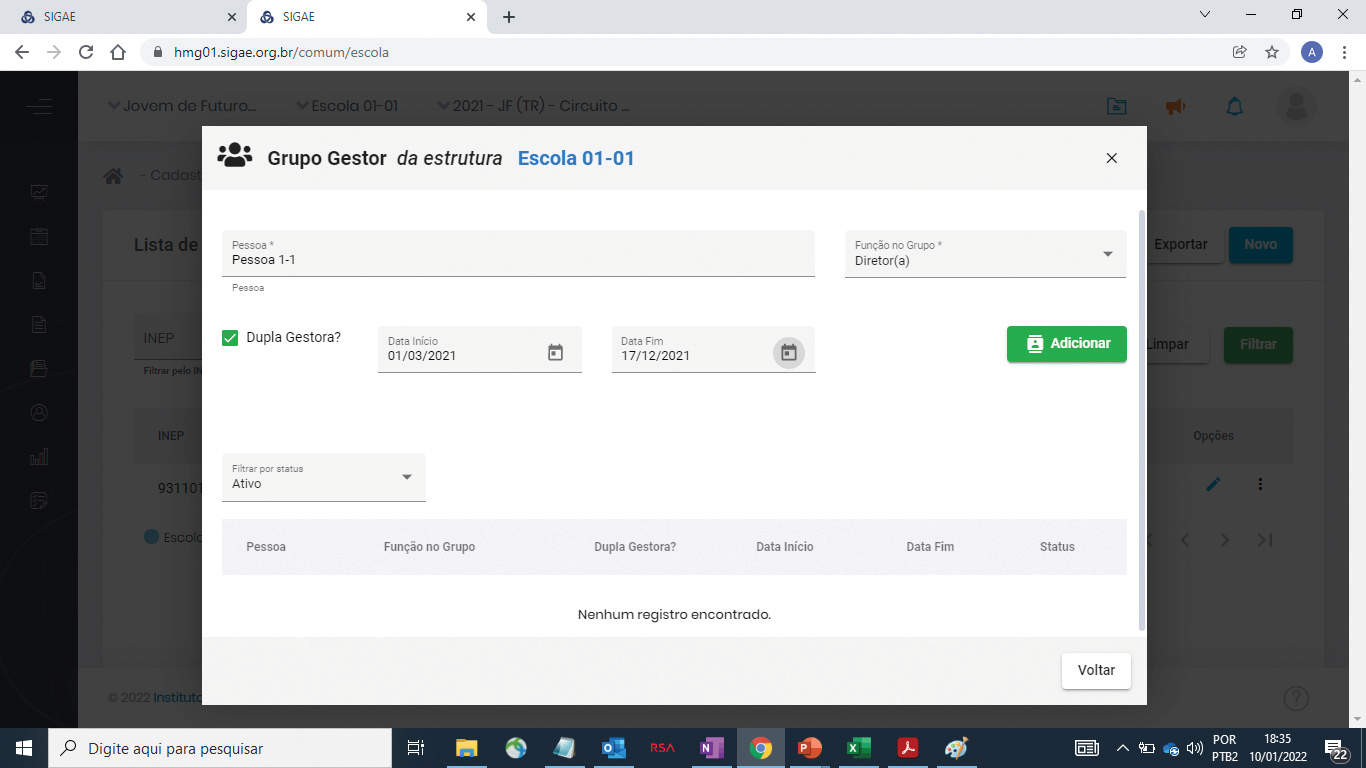 SIGAE
SIGAE
hmg01.sigae.org.br/comum/escola
A
Jovem de Futuro...
Escola 01-01
2021 - JF (TR) - Circuito ...
Grupo Gestor da estrutura Escola 01-01
- Cadast
Lista de
Exportar
Novo
Pessoa *
Pessoa 1-1
Pessoa
Função no Grupo *
Diretor(a)
INEP
Filtrar pelo IN
Dupla Gestora?
Data Início
01/03/2021
Data Fim
17/12/2021
Adicionar
Limpar
Filtrar
INEP
Opções
Filtrar por status
Ativo
931101
Escola
Pessoa
Função no Grupo
Dupla Gestora?
Data Início
Data Fim
Status
Nenhum registro encontrado.
Voltar
© 2022 Instituto
?
Digite aqui para pesquisar
RSA
POR
PTB2
18:35
10/01/2022
22